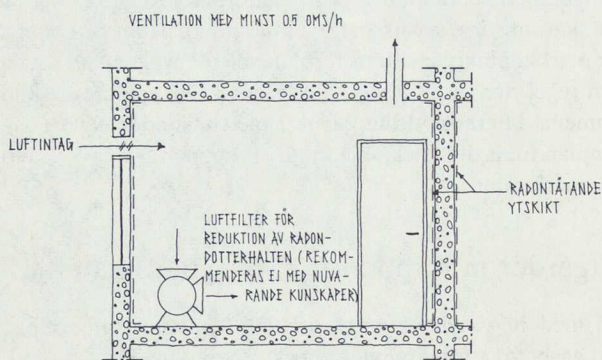 VENTILATION MED MINST 0.5 OMS/h
LUFTINTAG
RADONTÄTANDE
YTSKIKT
LUFTFILTER FÖR
REDUKTION AV RADON-
DOTTERHALTEN (REKOM-
MENDERAS EJ MED NUVA-
RANDE KUNSKAPER)